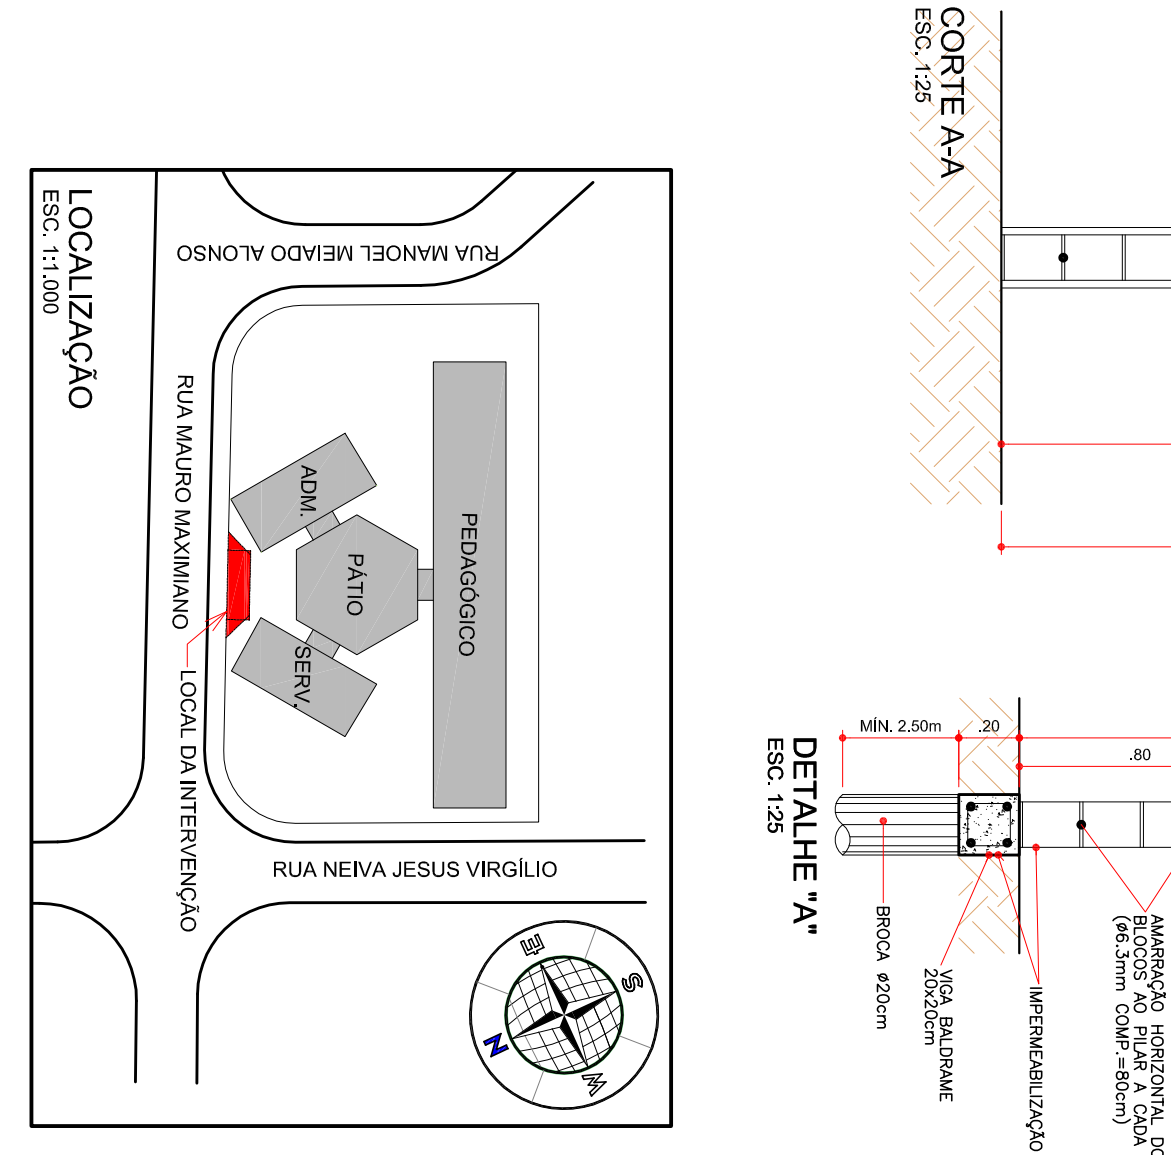 CORTE A-A
ESC. 1:25
LOCALIZAÇÃO
ESC. 1:1.000
RUA MANOEL MEIADO ALONSO
RUA MAURO MAXIMIANO
LOCAL DA INTERVENÇÃO
RUA NEIVA JESUS VIRGÍLIO
PEDAGÓGICO
ADM.
PÁTIO
SERV.
S
E
W
N
DETALHE "A"
ESC. 1:25
MÍN. 2.50m
.20
.80
BROCA ø20cm
VIGA BALDRAME
20x20cm
IMPERMEABILIZAÇÃO
AMARRAÇÃO HORIZONTAL
BLOCOS AO PILAR A CADA
(ø6.3mm COMP.=80cm)